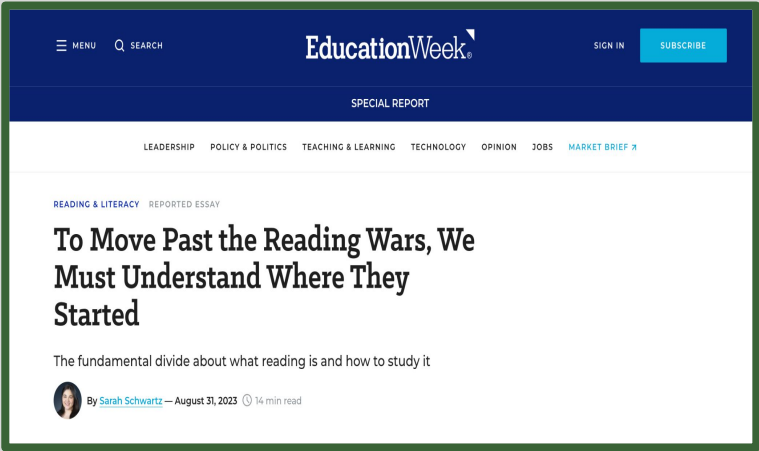 MENU SEARCH EducationWeek® SIGN IN SUBSCRIBE
SPECIAL REPORT
LEADERSHIP POLICY & POLITICS TEACHING & LEARNING TECHNOLOGY OPINION JOBS MARKET BRIEF
READING & LITERACY REPORTED ESSAY
To Move Past the Reading Wars, We
Must Understand Where They
Started
The fundamental divide about what reading is and how to study it
By Sarah Schwartz — August 31, 2023 14 min read